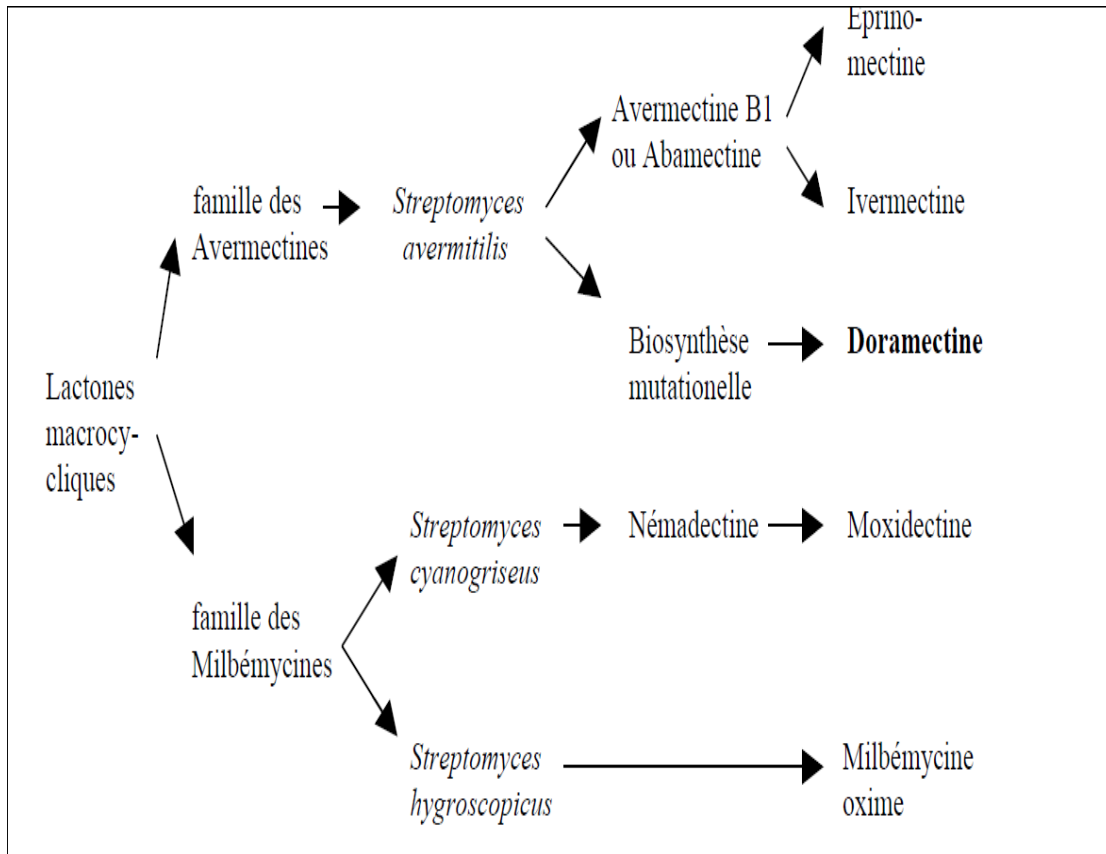 Eprino-
mectine
Avermectine B1
ou Abamectine
famille des
Avermectines
Streptomyces
avermitilis
Ivermectine
Biosynthèse
mutationelle
Doramectine
Lactones
macrocy-
cliques
Streptomyces
cyanogriseus
Némadectine
Moxidectine
famille des
Milbémycines
Streptomyces
hygroscopicus
Milbémycine
oxime